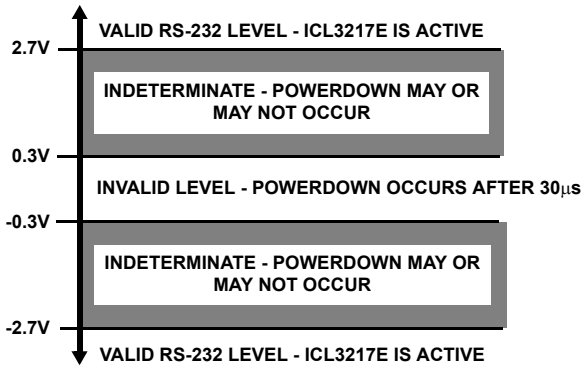 VALID RS-232 LEVEL - ICL3217E IS ACTIVE
2.7V
INDETERMINATE - POWERDOWN MAY OR
MAY NOT OCCUR
0.3V
INVALID LEVEL - POWERDOWN OCCURS AFTER 30μs
-0.3V
INDETERMINATE - POWERDOWN MAY OR
MAY NOT OCCUR
-2.7V
VALID RS-232 LEVEL - ICL3217E IS ACTIVE